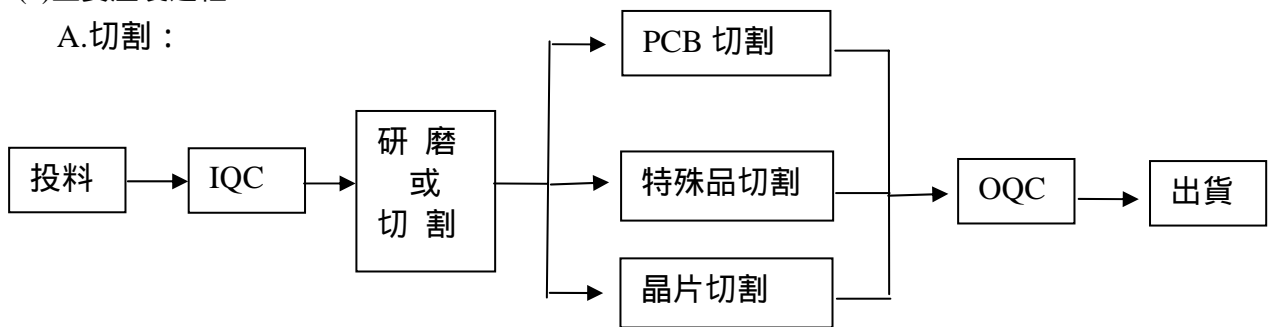 A.切割：
PCB 切割
投料
IQC
研 磨
或
切 割
特殊品切割
晶片切割
OQC
出貨